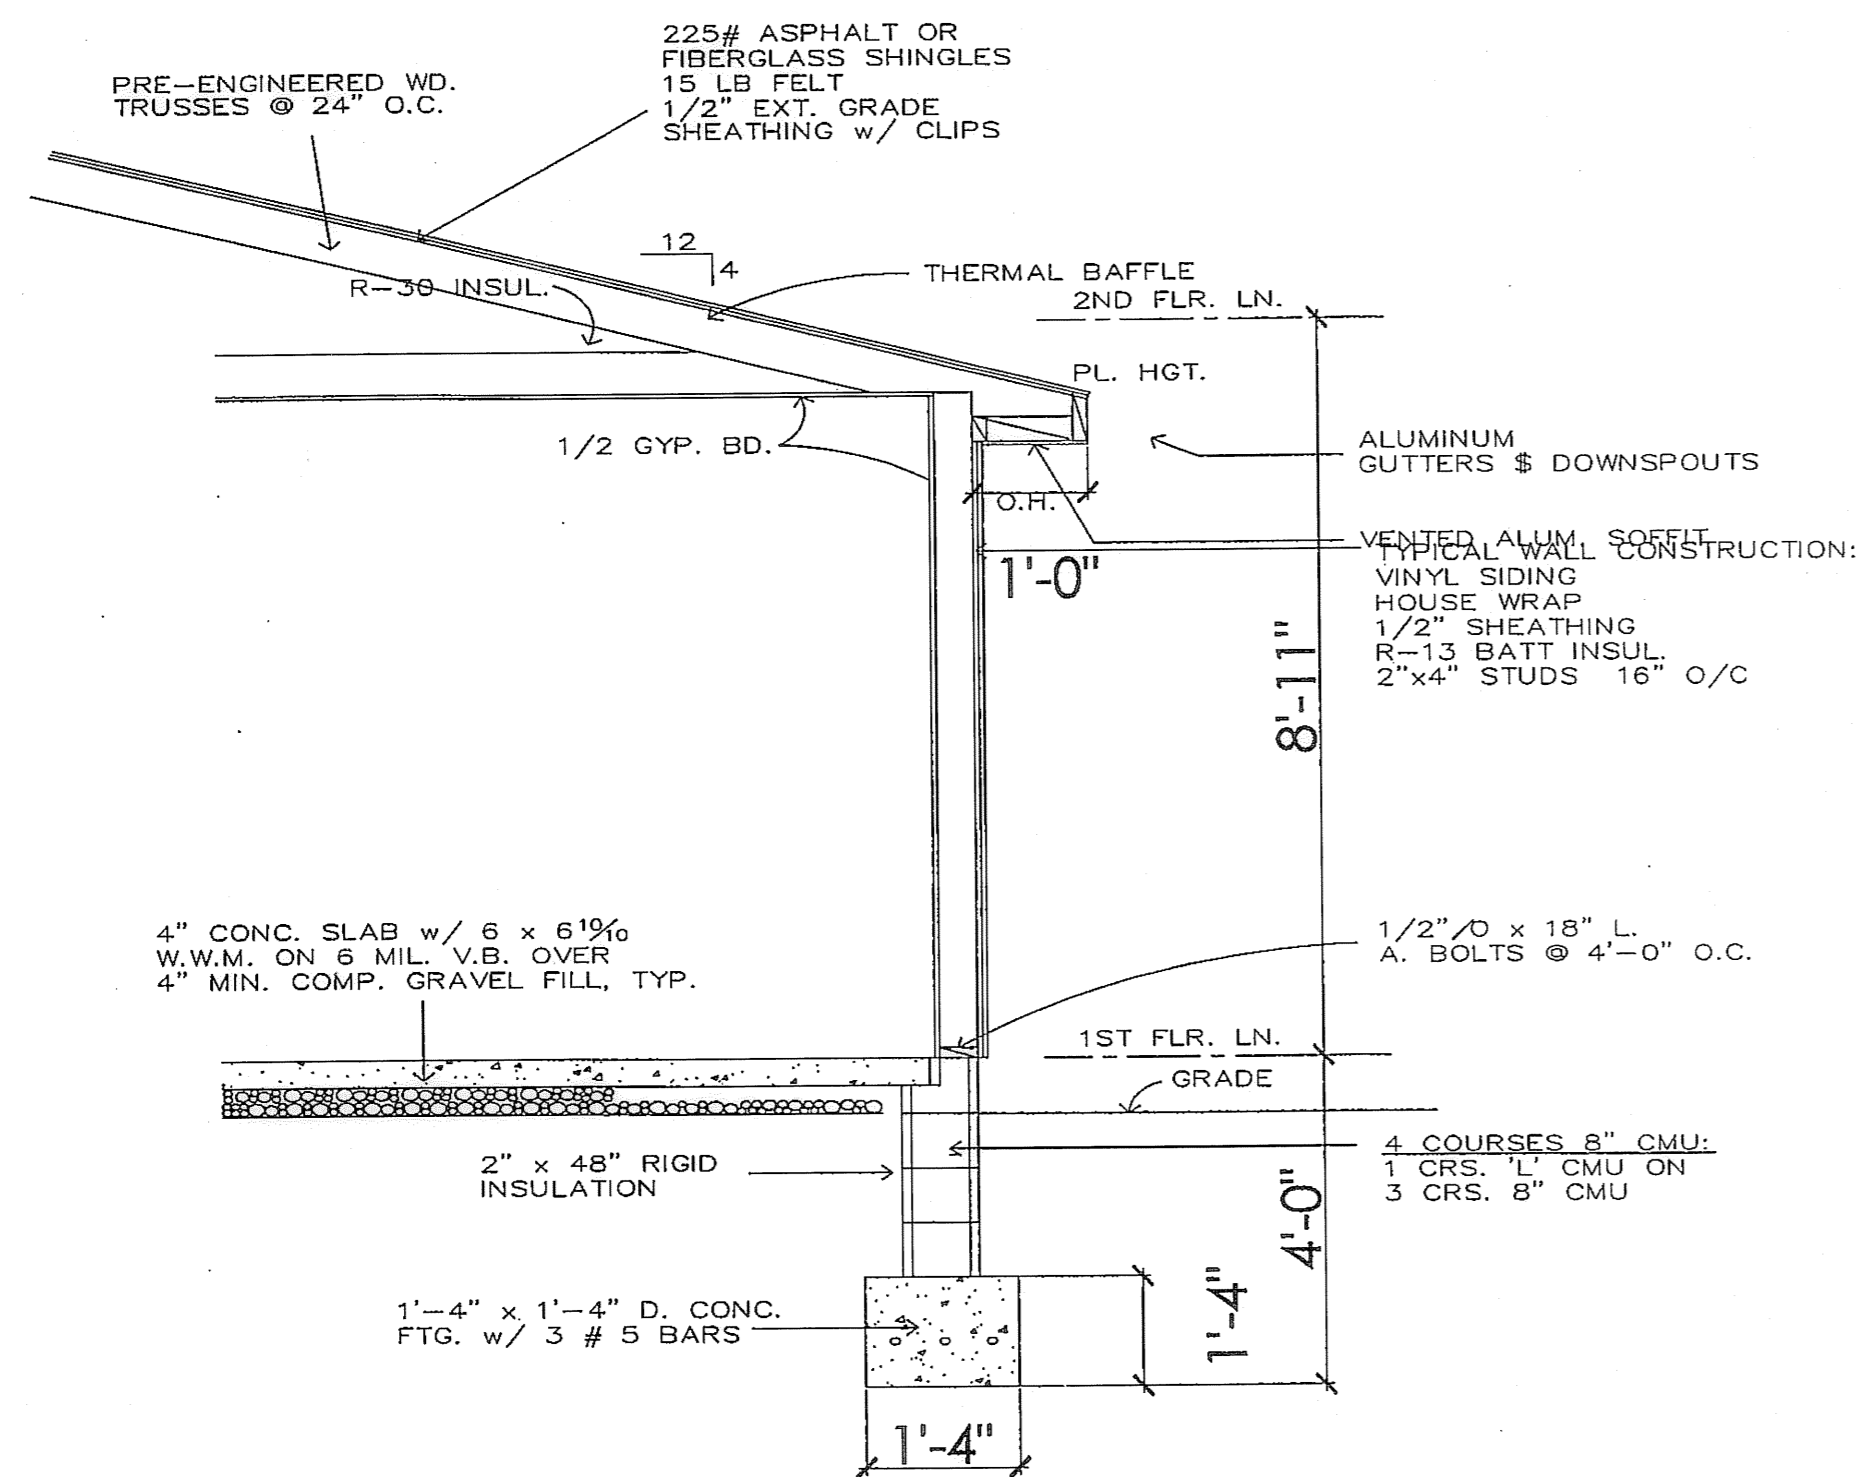 225# ASPHALT OR
FIBERGLASS SHINGLES
15 LB FELT
1/2" EXT. GRADE
SHEATHING w/ CLIPS
PRE-ENGINEERED WD.
TRUSSES @ 24" O.C.
12
4
R-30 INSUL.
THERMAL BAFFLE
2ND FLR. LN.
PL. HGT.
1/2 GYP. BD.
ALUMINUM
GUTTERS $ DOWNSPOUTS
O.H.
1'-0"
VENTED ALUM. SOFFIT
TYPICAL WALL CONSTRUCTION:
VINYL SIDING
HOUSE WRAP
1/2" SHEATHING
R-13 BATT INSUL.
2"x4" STUDS 16" O/C
8'-11"
4" CONC. SLAB w/ 6 x 6 10/10
W.W.M. ON 6 MIL. V.B. OVER
4" MIN. COMP. GRAVEL FILL, TYP.
1/2"/O x 18" L.
A. BOLTS @ 4'-0" O.C.
1ST FLR. LN.
GRADE
2" x 48" RIGID
INSULATION
4 COURSES 8" CMU:
1 CRS. 'L' CMU ON
3 CRS. 8" CMU
4'-0"
1'-4" x 1'-4" D. CONC.
FTG. w/ 3 # 5 BARS
1'-4"
1'-4"